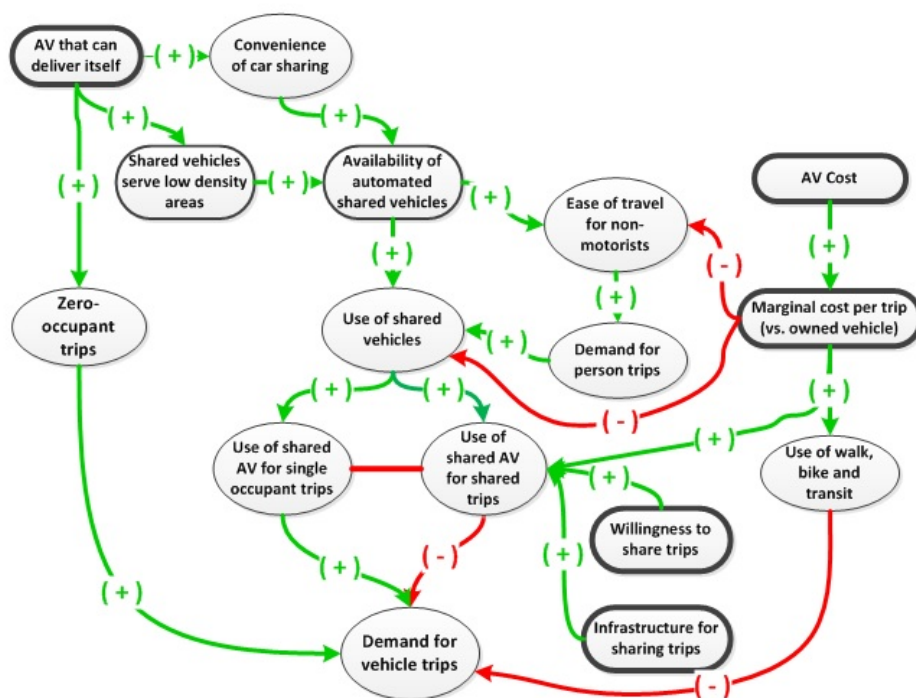 AV that can
deliver itself
(+)
Convenience
of car sharing
(+)
(+)
(+)
Shared vehicles
serve low density
areas
(+)
Availability of
automated
shared vehicles
(+)
Ease of travel
for non-
motorists
AV Cost
(+)
(-)
(+)
(+)
Zero-
occupant
trips
Use of shared
vehicles
(+)
Demand for
person trips
Marginal cost per trip
(vs. owned vehicle)
(+)
(+)
(-)
(+)
(+)
Use of shared
AV for single
occupant trips
Use of
shared AV
for shared
trips
Use of walk,
bike and
transit
(+)
Willingness to
share trips
(+)
(-)
(+)
(+)
Demand for
vehicle trips
Infrastructure for
sharing trips
(-)